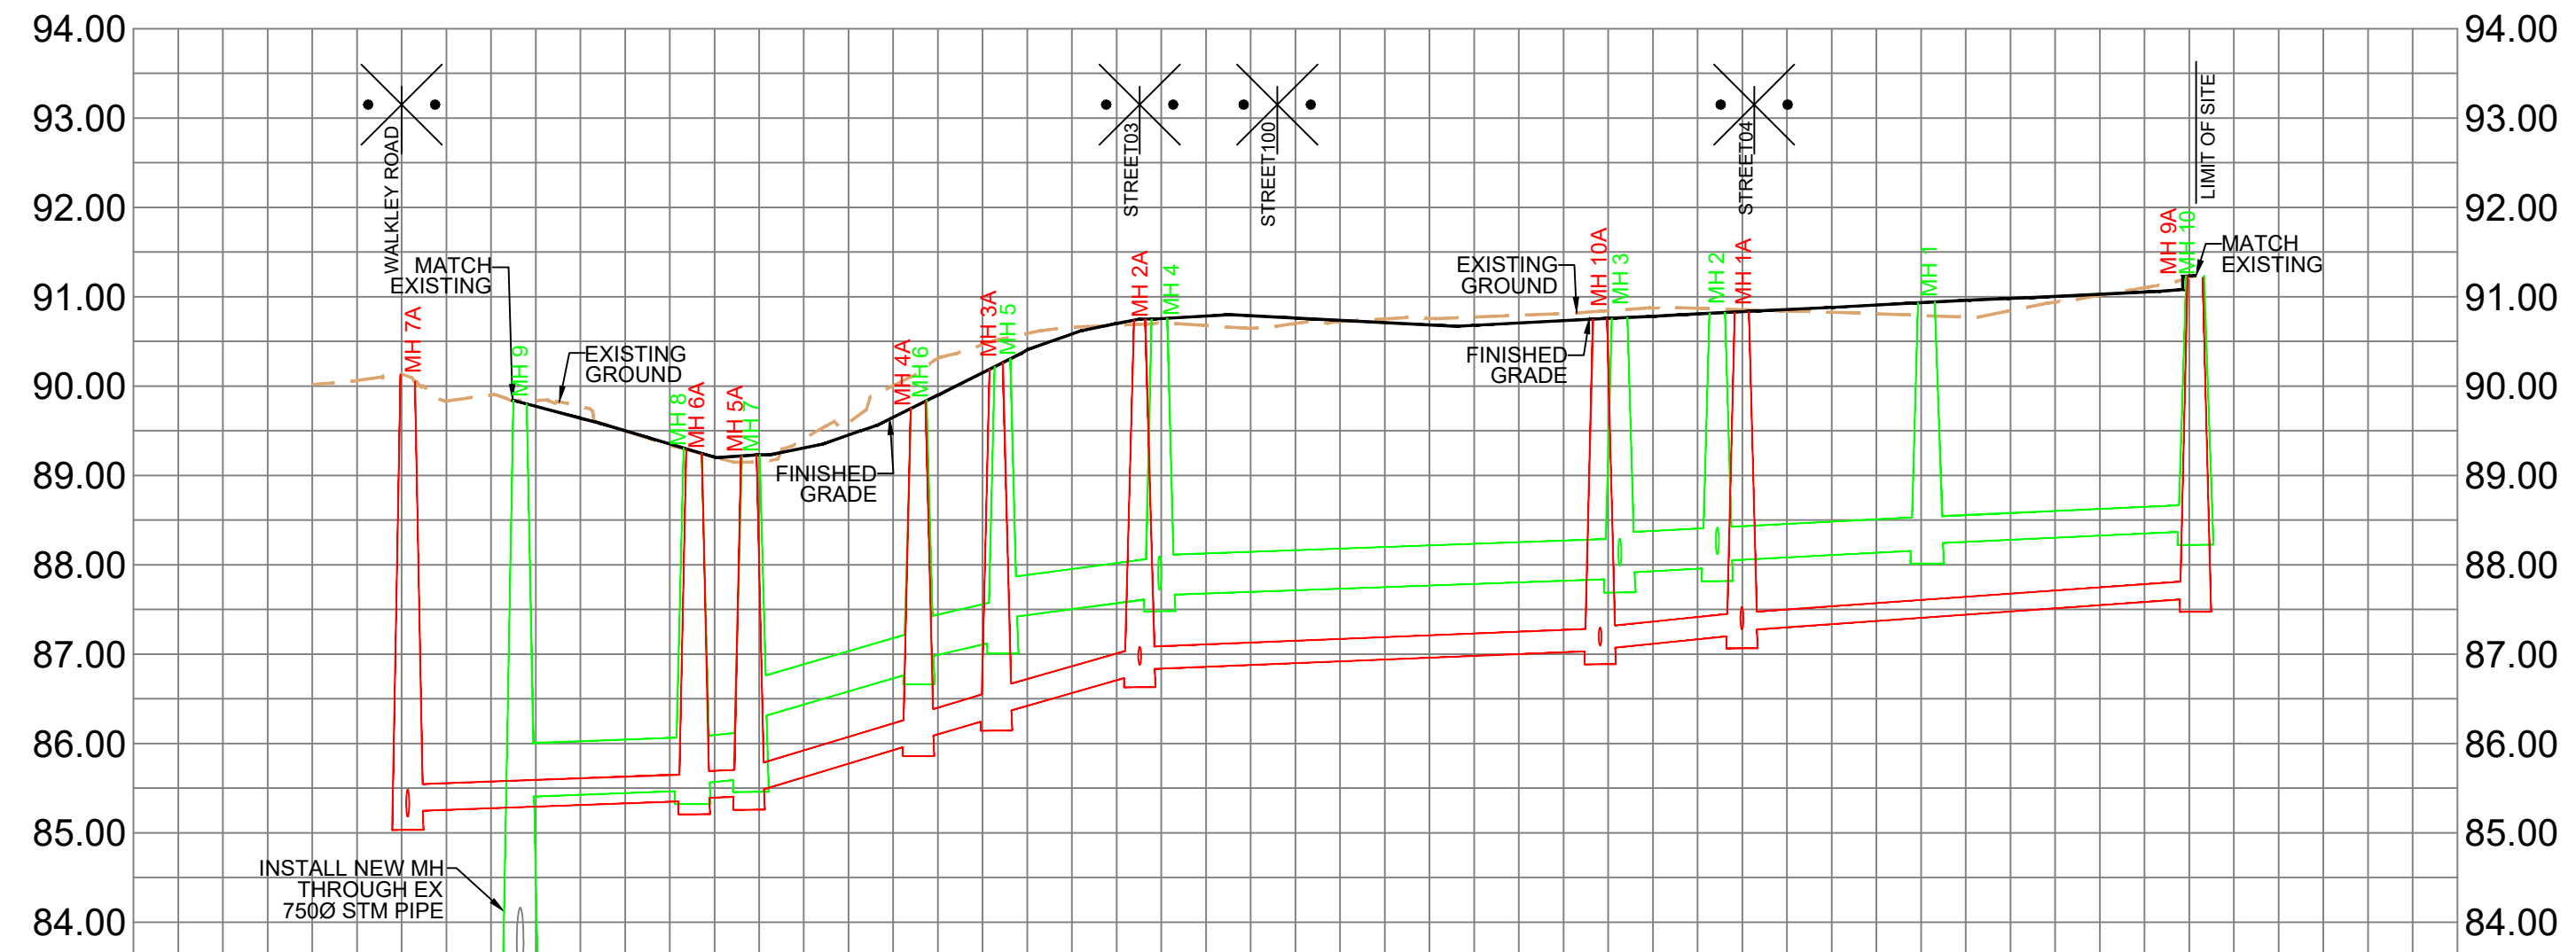 94.00
94.00
93.00
93.00
92.00
92.00
91.00
91.00
90.00
90.00
89.00
89.00
88.00
88.00
87.00
87.00
86.00
86.00
85.00
85.00
84.00
84.00
WALKLEY ROAD
STREET03
STREET100
STREET04
LIMIT OF SITE
MATCH
EXISTING
MH 7A
MH 9
EXISTING
GROUND
MH 8
MH 6A
MH 5A
MH 7
FINISHED
GRADE
MH 4A
MH 6
MH 3A
MH 5
MH 2A
MH 4
EXISTING
GROUND
FINISHED
GRADE
MH 10A
MH 3
MH 2
MH 1A
MH 1
MH 9A
MH 10
MATCH
EXISTING
INSTALL NEW MH
THROUGH EX
750Ø STM PIPE